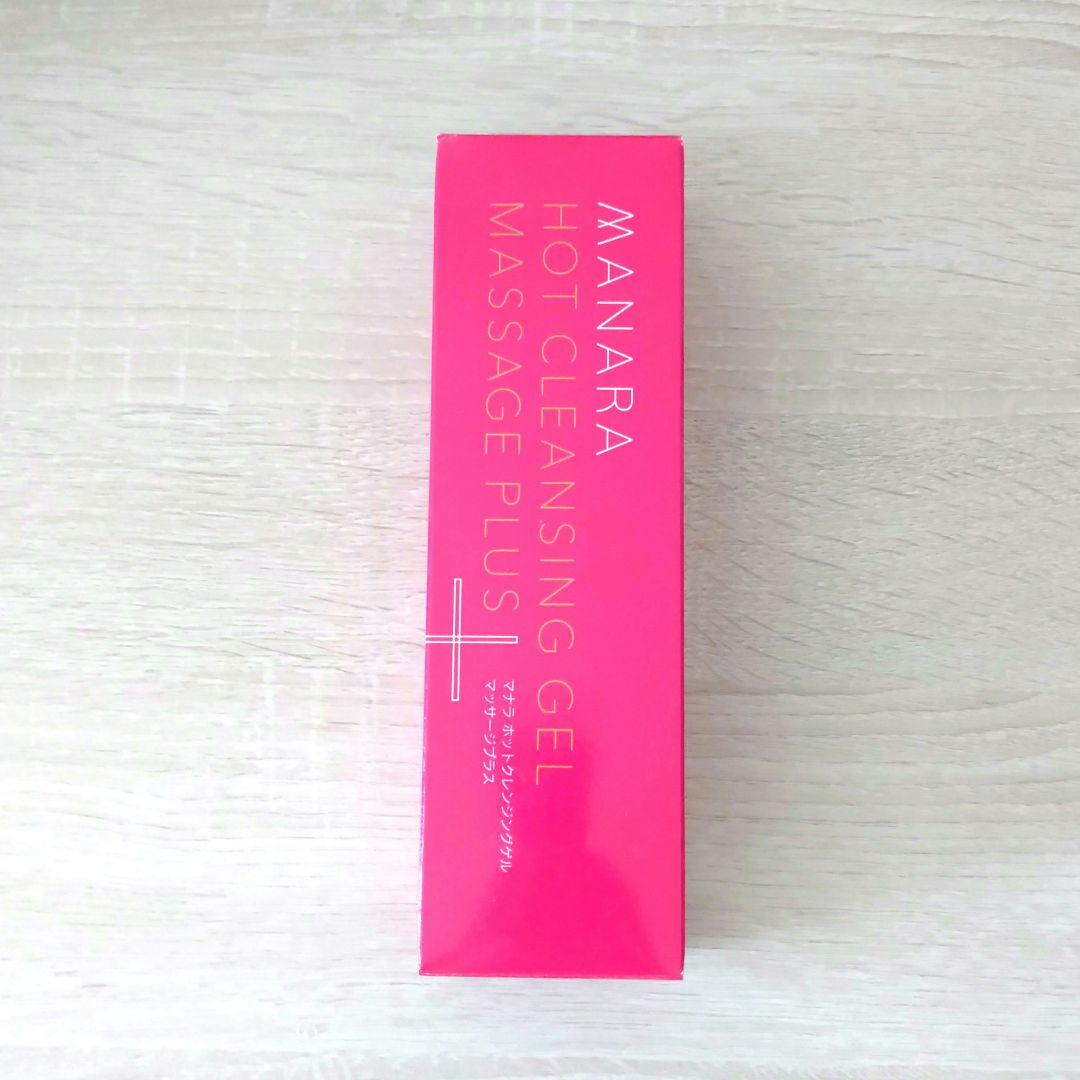 MANARA
HOT CLEANSING GEL
MASSAGE PLUS
マナラ ホットクレンジングゲル
マッサージプラス